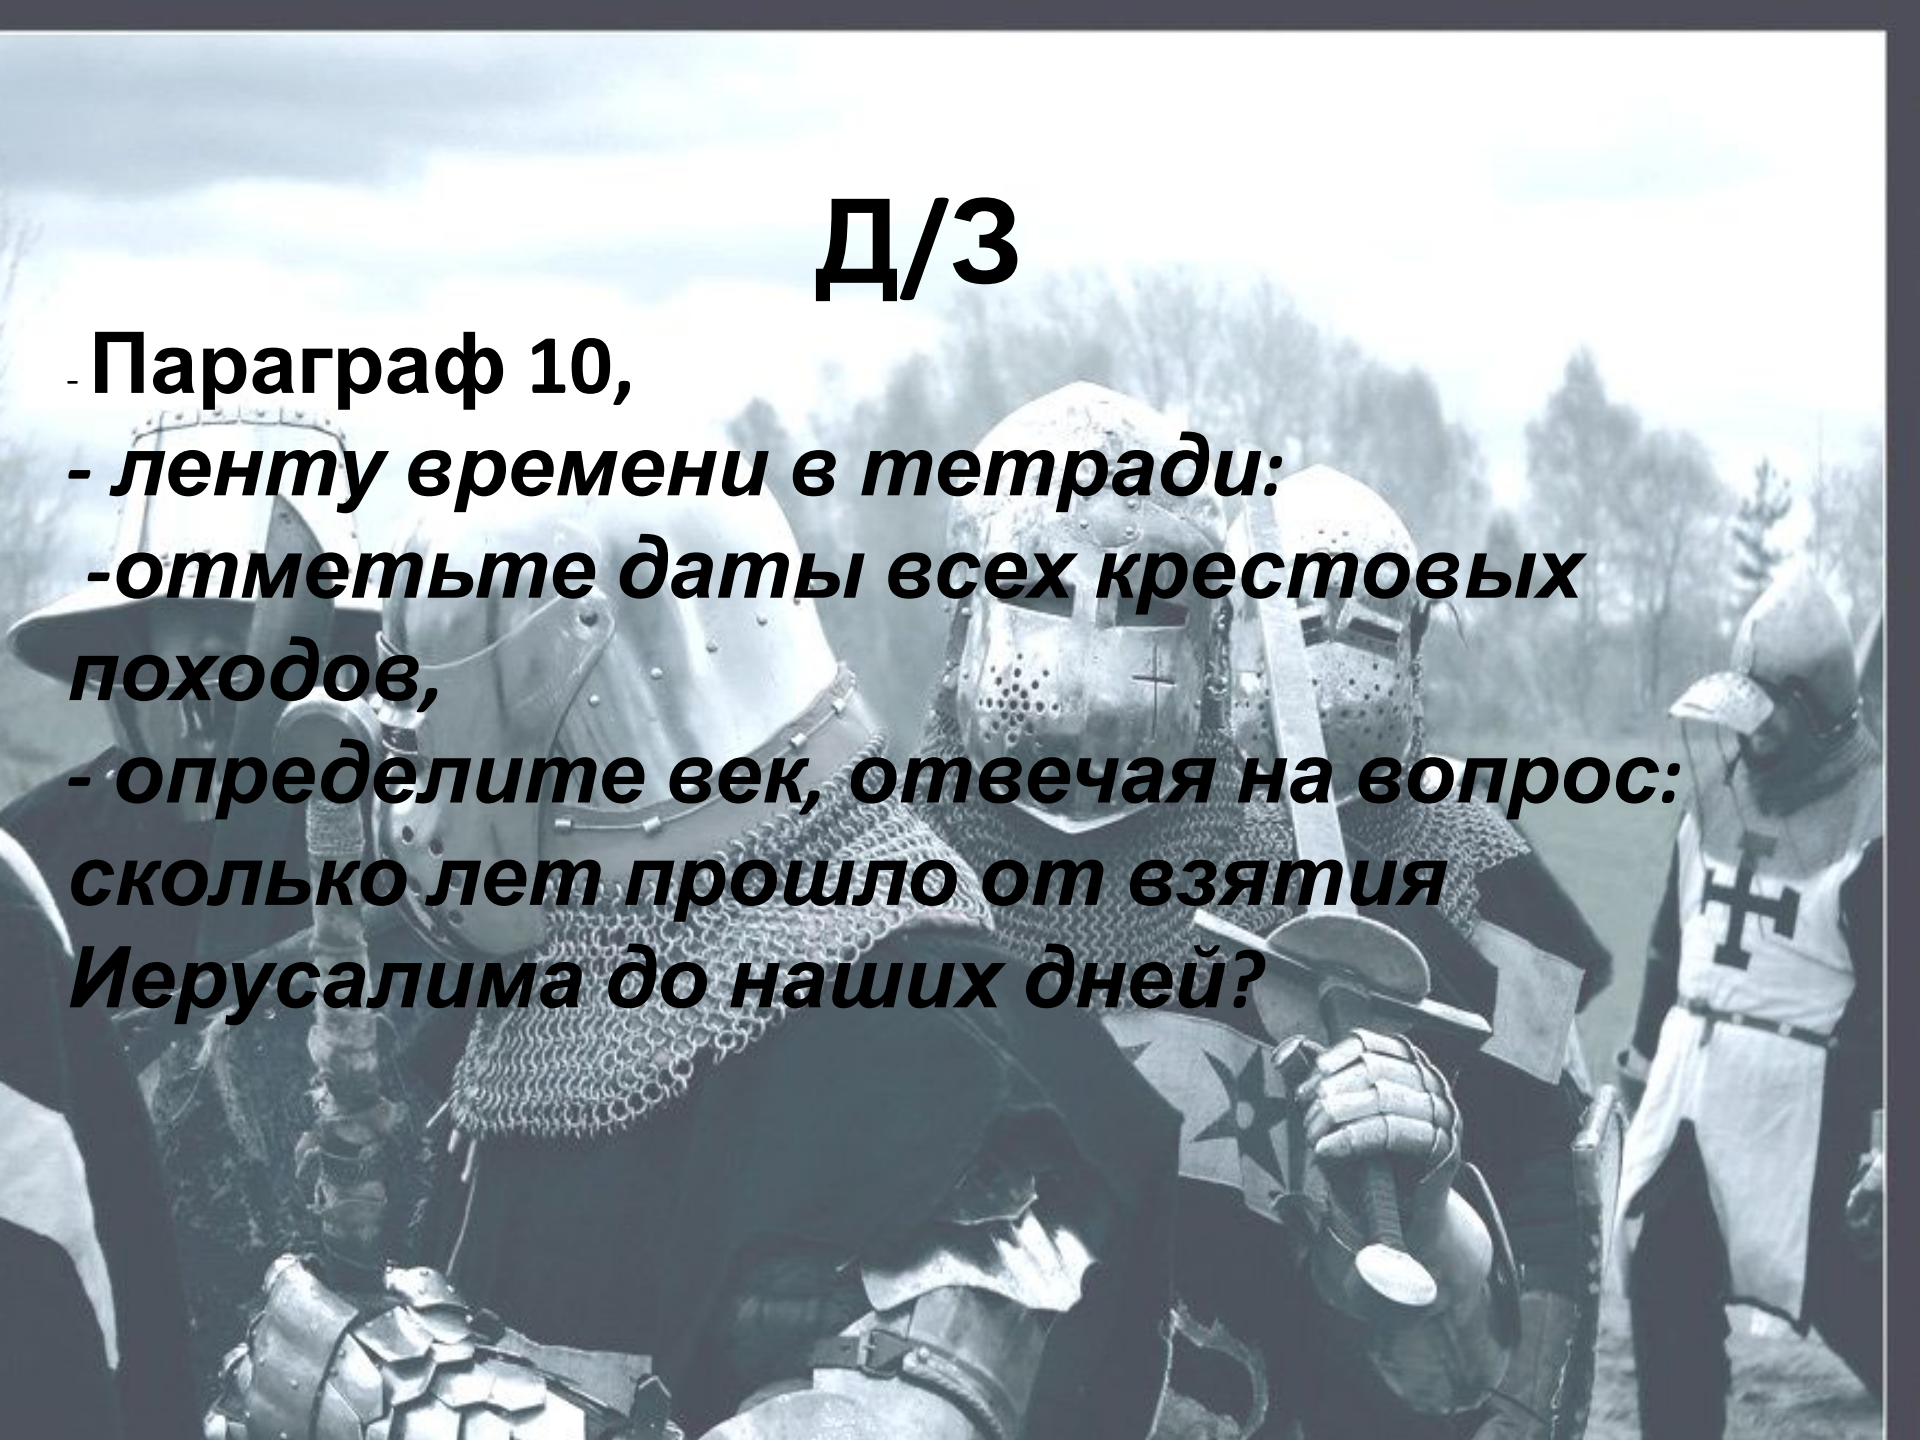 Д/З
- Параграф 10,
- ленту времени в тетради:
-отметьте даты всех крестовых
походов,
- определите век, отвечая на вопрос:
сколько лет прошло от взятия
Иерусалима до наших дней?